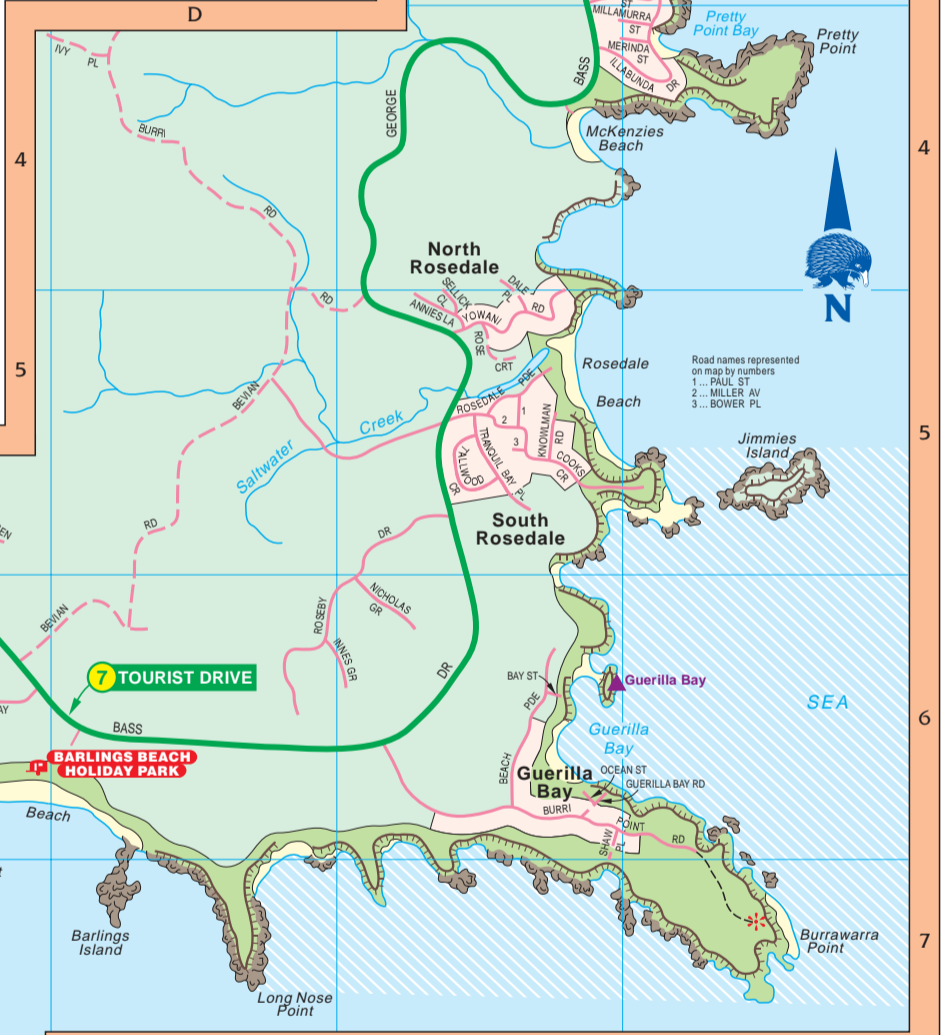 D
ST
MILLAMURRA
ST
MERINDA
ST
ILLABUNDA
DR
Pretty
Point Bay
Pretty
Point
IVY
PL
BASS
GEORGE
BURRI
4
4
McKenzies
Beach
RD
N
North
Rosedale
RD
SELLICK
CL
DALE
PL
ANNIES LA
YOWANI
RD
ROSE
CRT
5
Rosedale
Beach
Road names represented
on map by numbers
1 ... PAUL ST
2 ... MILLER AV
3 ... BOWER PL
BEVIAN
ROSEDALE
PDE
1
2
3
KNOWLMAN
RD
COOKS
CR
TALLWOOD
CR
TRANQUIL BAY PL
Saltwater
Creek
5
Jimmies
Island
South
Rosedale
RD
DR
EN
NICHOLAS
GR
ROSEBY
INNES GR
BEVIAN
7 TOURIST DRIVE
DR
BAY ST
PDE
Guerilla Bay
SEA
6
6
AY
BASS
Guerilla
Bay
BARLINGS BEACH
HOLIDAY PARK
BEACH
Guerilla
Bay
OCEAN ST
GUERILLA BAY RD
BURRI
POINT
RD
SHAW
PL
Beach
Barlings
Island
Burrawarra
Point
7
Long Nose
Point